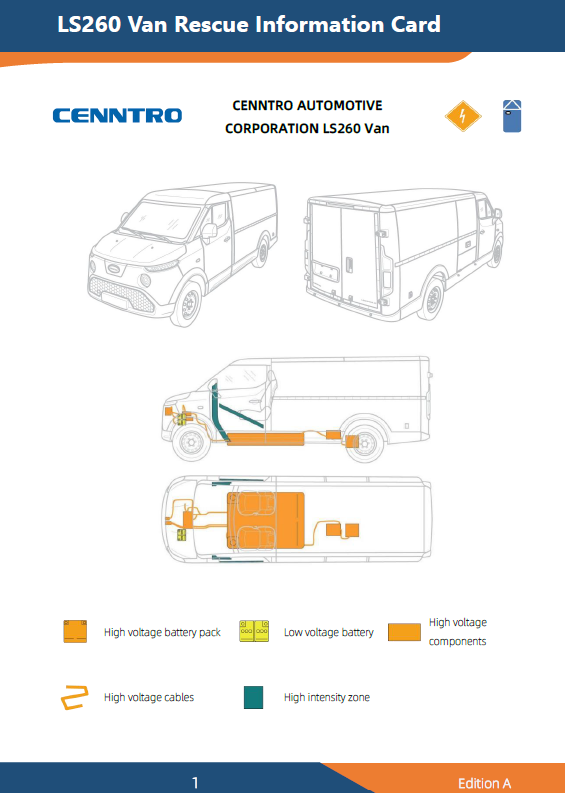 LS260 Van Rescue Information Card
CENNTRO
CENNTRO AUTOMOTIVE
CORPORATION LS260 Van
High voltage battery pack
Low voltage battery
High voltage
components
High voltage cables
High intensity zone
1
Edition A